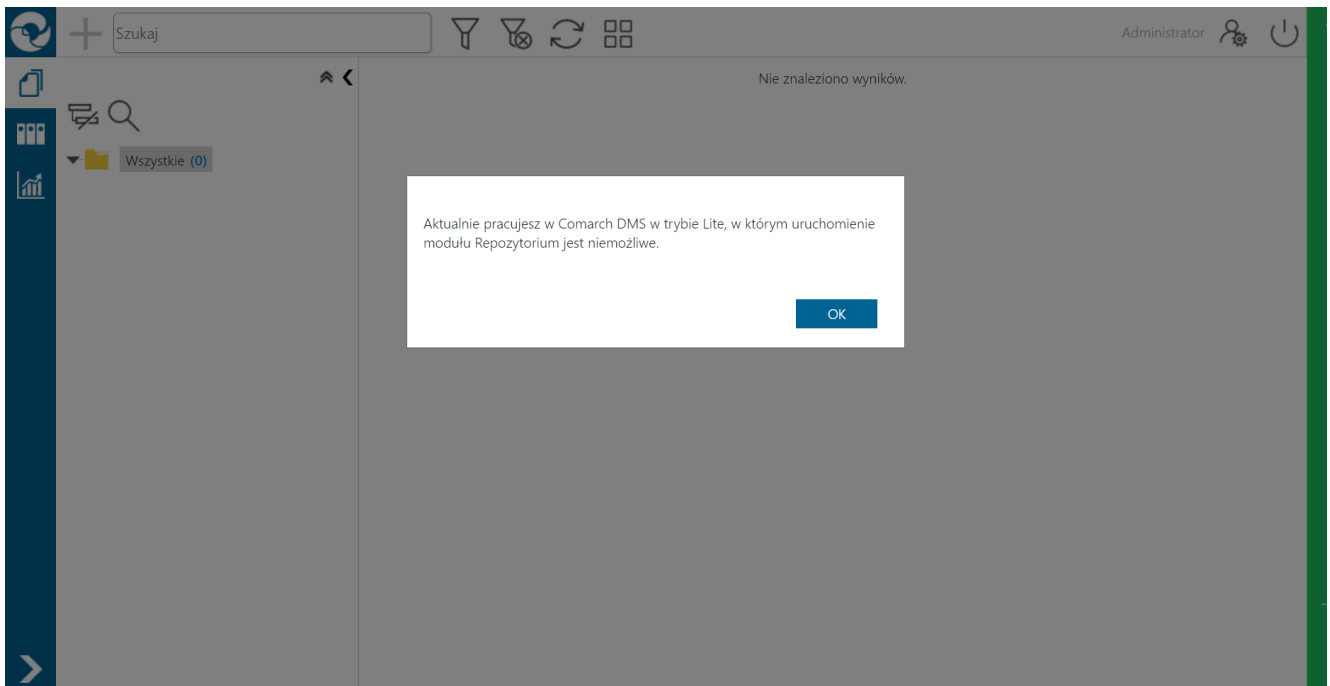 Szukaj
Administrator
Nie znaleziono wyników.
Wszystkie (0)
Aktualnie pracujesz w Comarch DMS w trybie Lite, w którym uruchomienie
modułu Repozytorium jest niemożliwe.
OK